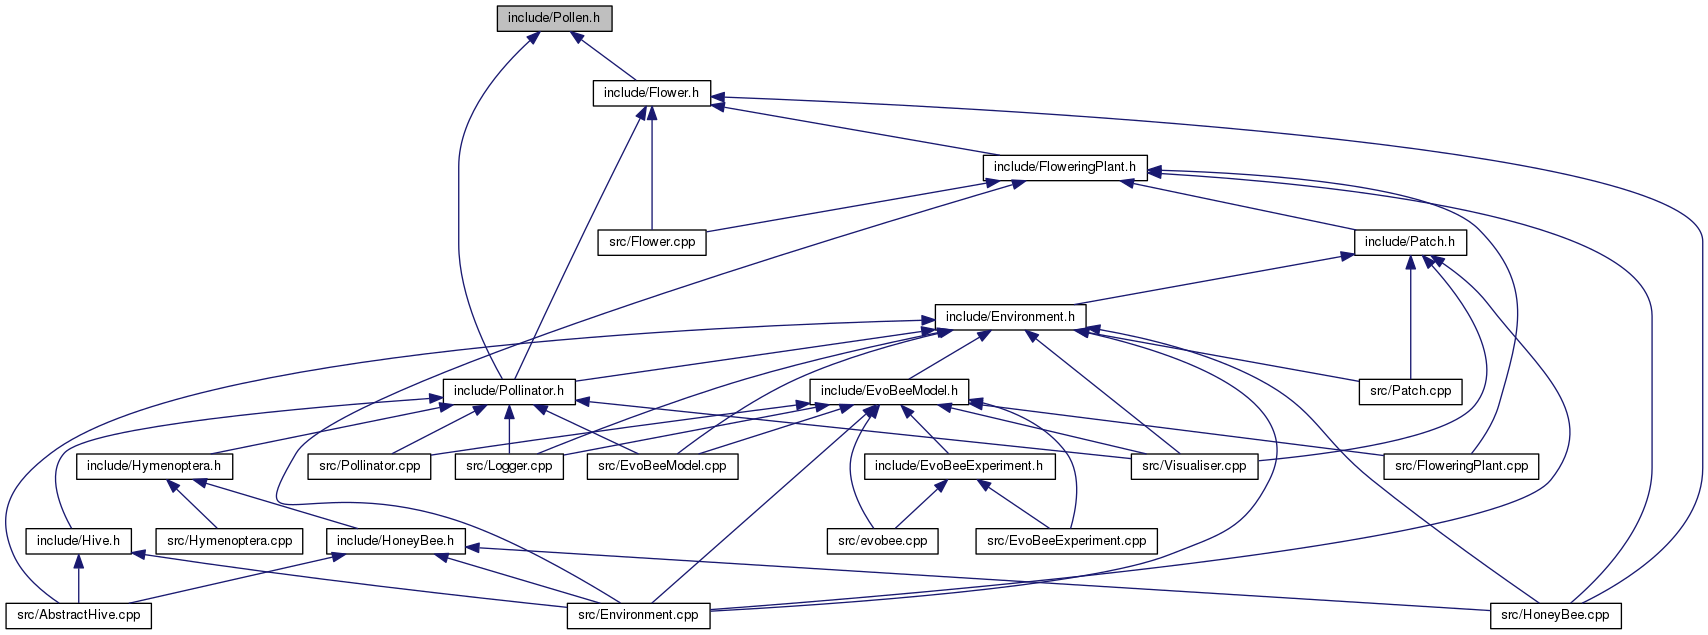 include/Pollen.h
include/Flower.h
include/FloweringPlant.h
src/Flower.cpp
include/Patch.h
include/Environment.h
include/Pollinator.h
include/EvoBeeModel.h
src/Patch.cpp
include/Hymenoptera.h
src/Pollinator.cpp
src/Logger.cpp
src/EvoBeeModel.cpp
include/EvoBeeExperiment.h
src/Visualiser.cpp
src/FloweringPlant.cpp
include/Hive.h
src/Hymenoptera.cpp
include/HoneyBee.h
src/evobee.cpp
src/EvoBeeExperiment.cpp
src/AbstractHive.cpp
src/Environment.cpp
src/HoneyBee.cpp